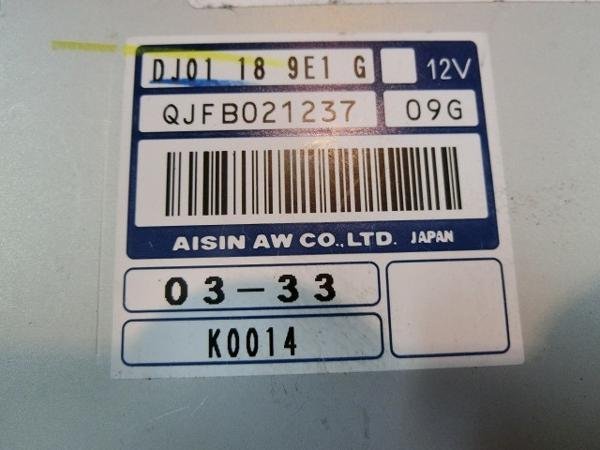 DJ01 18 9E1 G 12V
QJFB021237 09G
AISIN AW CO.,LTD. JAPAN
03-33
K0014